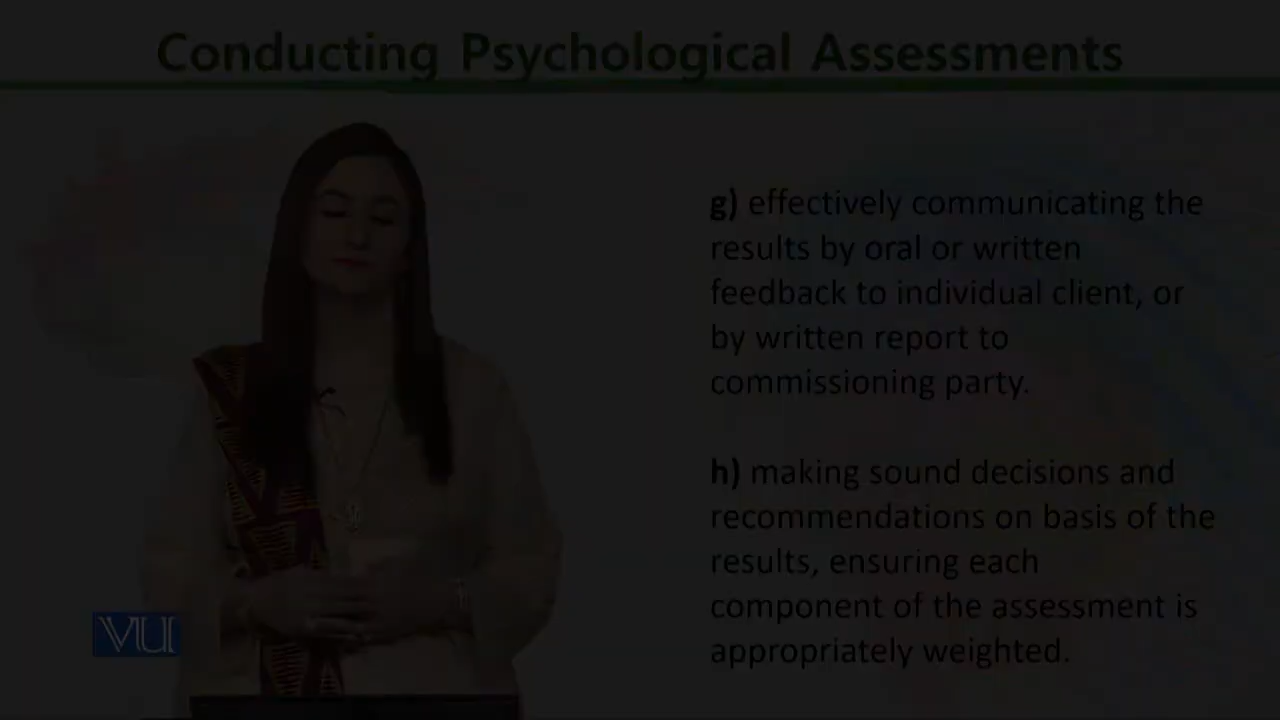 Conducting Psychological Assessments
g) effectively communicating the
results by oral or written
feedback to individual client, or
by written report to
commissioning party.
h) making sound decisions and
recommendations on basis of the
results, ensuring each
component of the assessment is
appropriately weighted.
VU